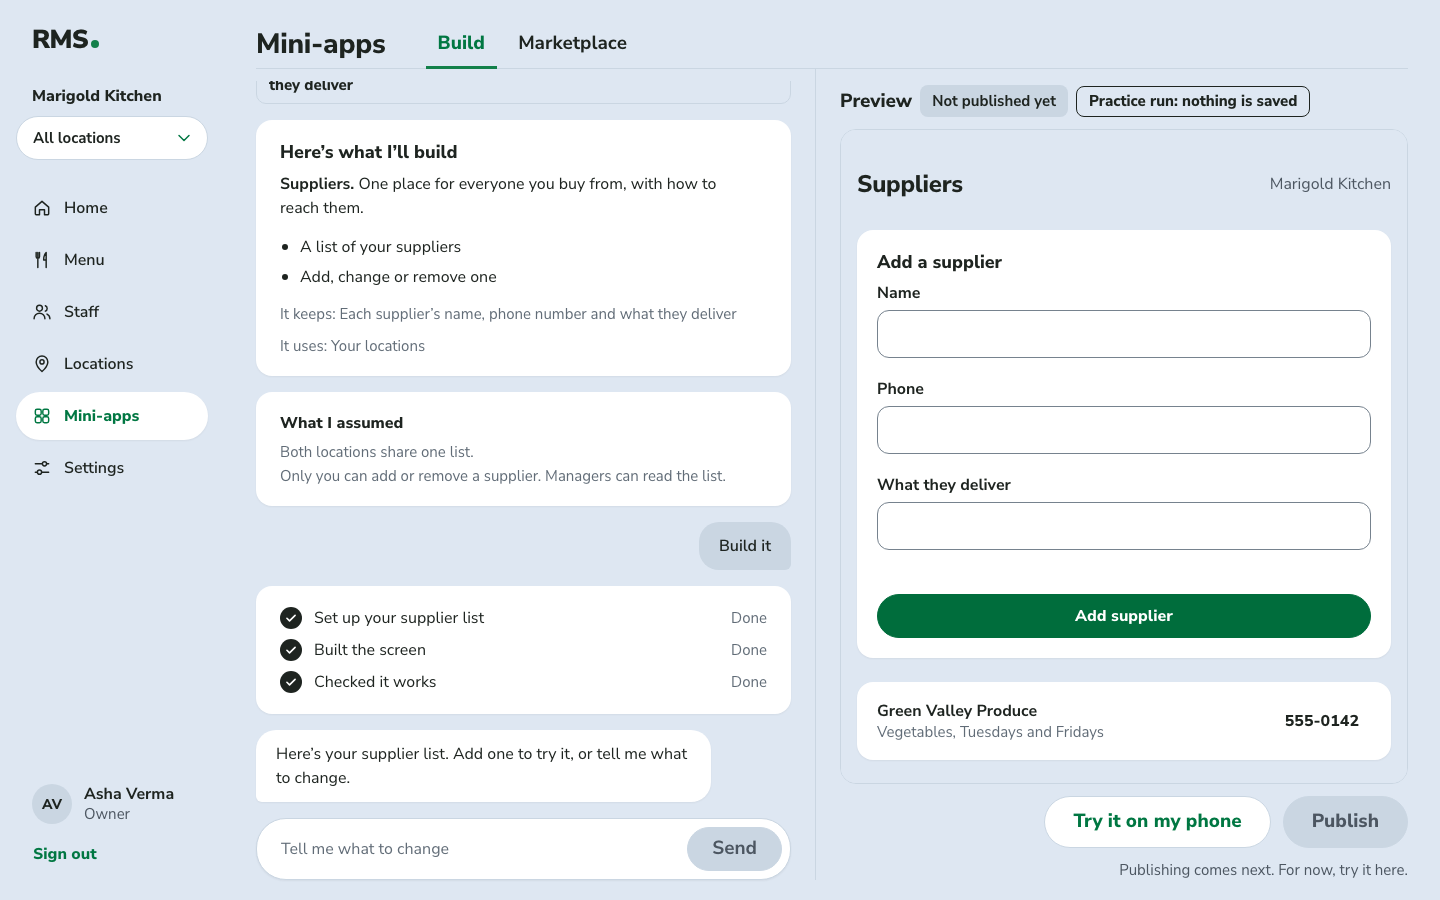 RMS.
Marigold Kitchen
All locations
Home
Menu
Staff
Locations
Mini-apps
Settings
AV
Asha Verma
Owner
Sign out
Mini-apps
Build
Marketplace
they deliver
Here’s what I’ll build
Suppliers. One place for everyone you buy from, with how to
reach them.
• A list of your suppliers
• Add, change or remove one
It keeps: Each supplier’s name, phone number and what they deliver
It uses: Your locations
What I assumed
Both locations share one list.
Only you can add or remove a supplier. Managers can read the list.
Build it
Set up your supplier list Done
Built the screen Done
Checked it works Done
Here’s your supplier list. Add one to try it, or tell me what
to change.
Tell me what to change
Send
Preview
Not published yet
Practice run: nothing is saved
Suppliers
Marigold Kitchen
Add a supplier
Name
Phone
What they deliver
Add supplier
Green Valley Produce
Vegetables, Tuesdays and Fridays
555-0142
Try it on my phone
Publish
Publishing comes next. For now, try it here.